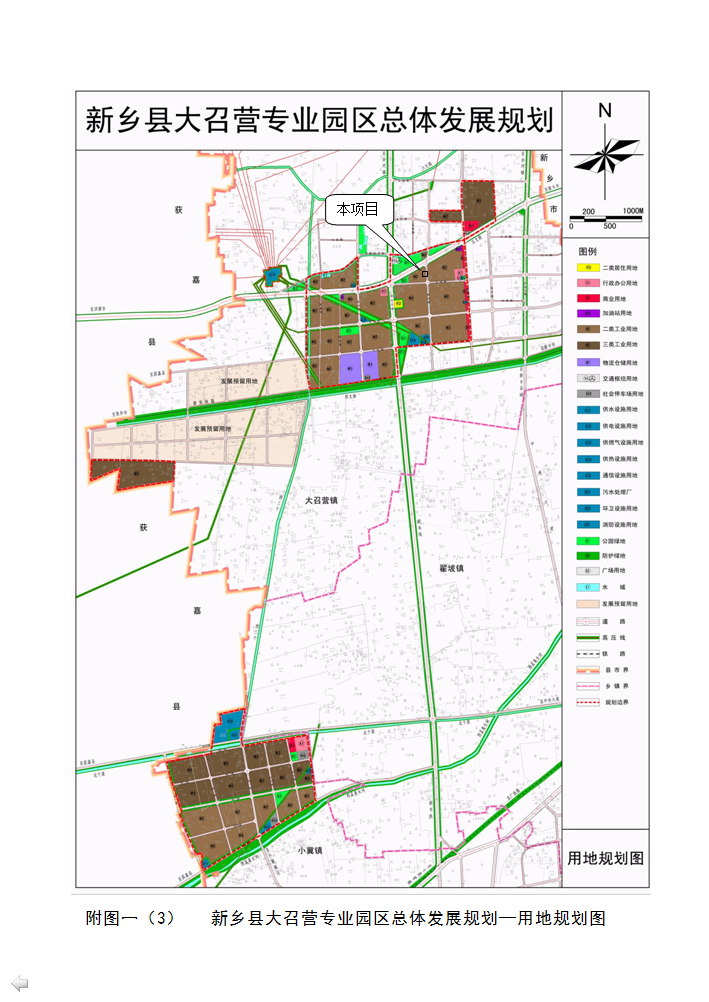 新乡县大召营专业园区总体发展规划
N
200 1000M
0 500
新
乡
市
获
嘉
县
本项目
发展预留用地
发展预留用地
大召营镇
翟坡镇
获
嘉
县
小冀镇
图例
二类居住用地
行政办公用地
商业用地
加油站用地
二类工业用地
三类工业用地
物流仓储用地
交通枢纽用地
社会停车场用地
供水设施用地
供电设施用地
供燃气设施用地
供热设施用地
通信设施用地
污水处理厂
环卫设施用地
消防设施用地
公园绿地
防护绿地
广场用地
水 域
发展预留用地
道 路
高压线
铁 路
县市界
乡镇界
规划边界
用地规划图
附图一（3） 新乡县大召营专业园区总体发展规划—用地规划图